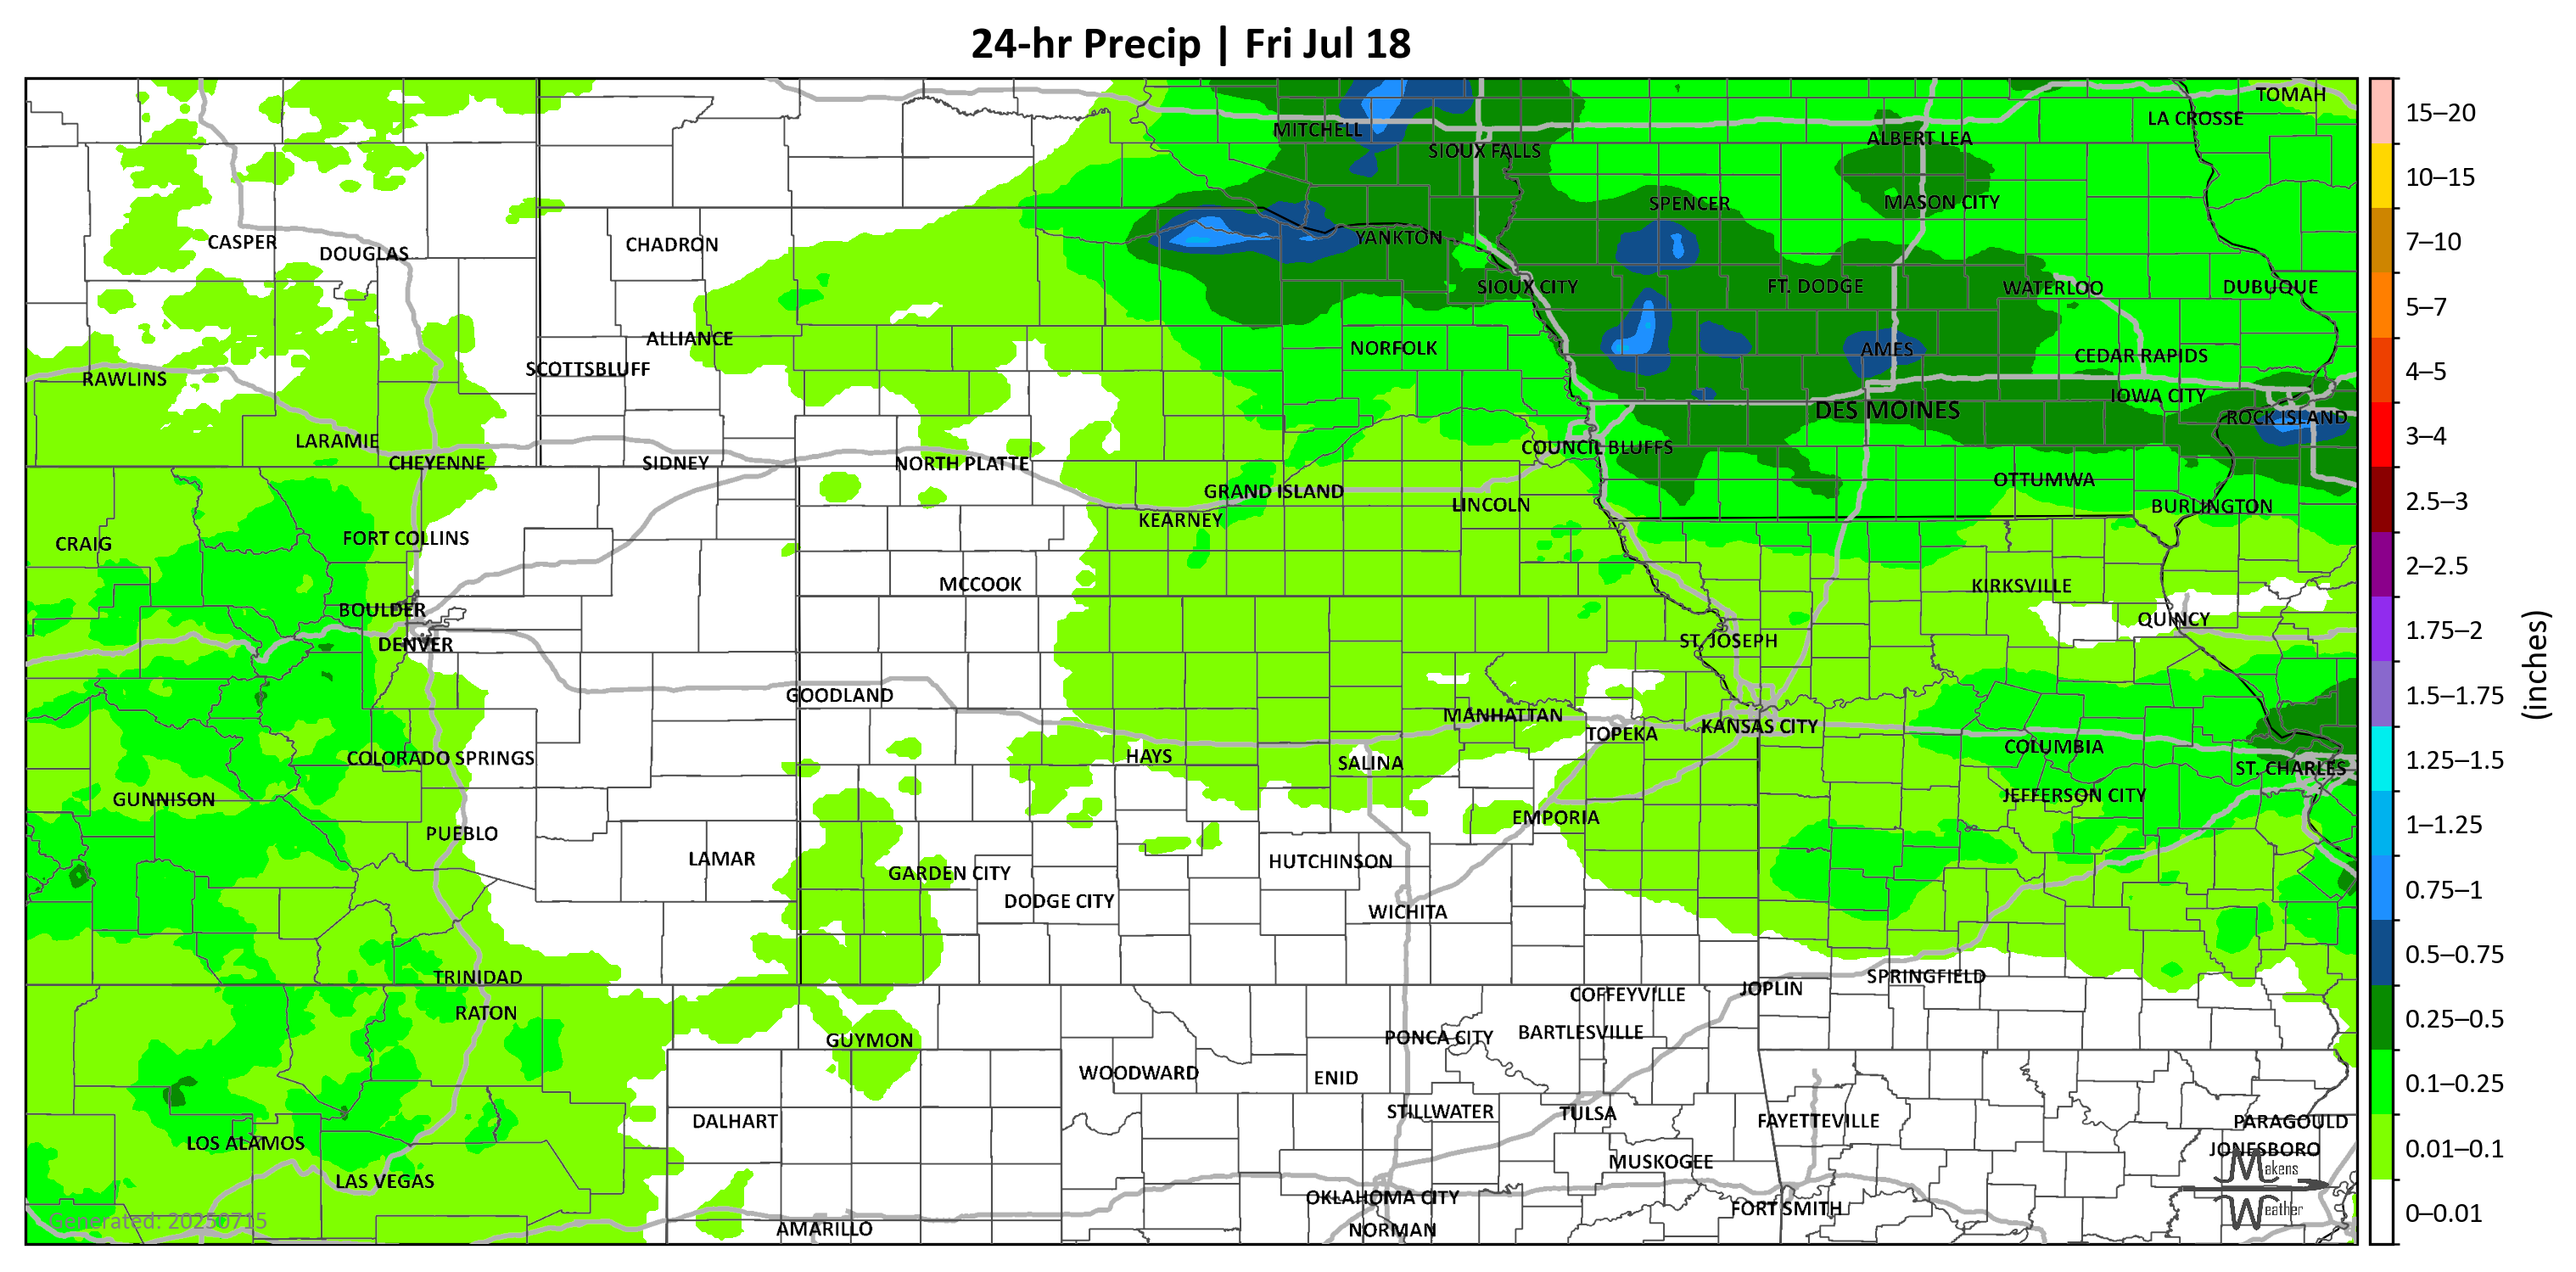 24-hr Precip | Fri Jul 18
TOMAH
LA CROSSE
MITCHELL
ALBERT LEA
SIOUX FALLS
SPENCER
MASON CITY
CASPER
DOUGLAS
CHADRON
YANKTON
SIOUX CITY
FT. DODGE
WATERLOO
DUBUQUE
ALLIANCE
NORFOLK
AMES
CEDAR RAPIDS
SCOTTSBLUFF
RAWLINS
IOWA CITY
DES MOINES
ROCK ISLAND
LARAMIE
COUNCIL BLUFFS
CHEYENNE
SIDNEY
NORTH PLATTE
OTTUMWA
GRAND ISLAND
LINCOLN
BURLINGTON
KEARNEY
FORT COLLINS
CRAIG
MCCOOK
KIRKSVILLE
BOULDER
QUINCY
DENVER
ST. JOSEPH
GOODLAND
MANHATTAN
KANSAS CITY
TOPEKA
COLUMBIA
COLORADO SPRINGS
HAYS
SALINA
ST. CHARLES
GUNNISON
JEFFERSON CITY
EMPORIA
PUEBLO
LAMAR
HUTCHINSON
GARDEN CITY
DODGE CITY
WICHITA
TRINIDAD
SPRINGFIELD
JOPLIN
COFFEYVILLE
RATON
BARTLESVILLE
PONCA CITY
GUYMON
WOODWARD
ENID
STILLWATER
TULSA
DALHART
FAYETTEVILLE
PARAGOULD
LOS ALAMOS
JONESBORO
MUSKOGEE
Makens
LAS VEGAS
OKLAHOMA CITY
FORT SMITH
Weather
Generated: 20250715
AMARILLO
NORMAN
15–20
10–15
7–10
5–7
4–5
3–4
2.5–3
2–2.5
1.75–2
1.5–1.75
1.25–1.5
1–1.25
0.75–1
0.5–0.75
0.25–0.5
0.1–0.25
0.01–0.1
0–0.01
(inches)